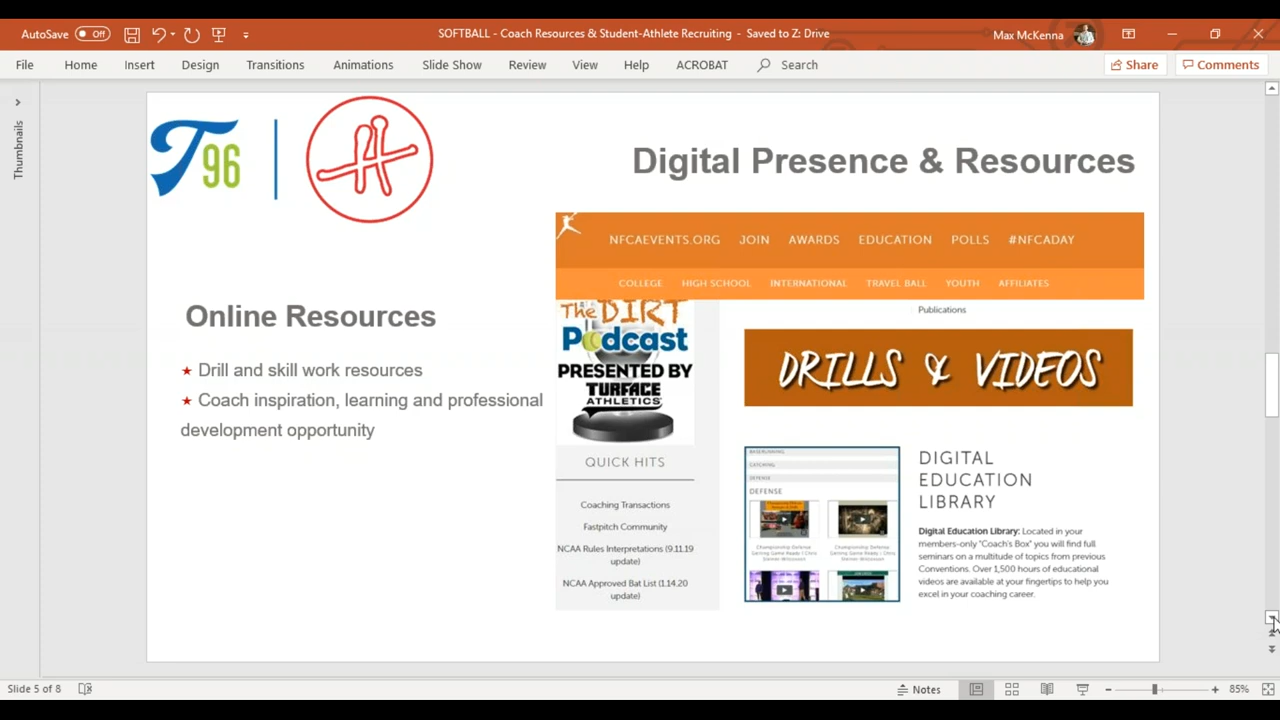 AutoSave Off
SOFTBALL - Coach Resources & Student-Athlete Recruiting - Saved to Z: Drive
Max McKenna
File Home Insert Design Transitions Animations Slide Show Review View Help ACROBAT Search
Share Comments
Thumbnails
T96
Digital Presence & Resources
NFCAEVENTS.ORG JOIN AWARDS EDUCATION POLLS #NFCADAY
COLLEGE HIGH SCHOOL INTERNATIONAL TRAVEL BALL YOUTH AFFILIATES
Online Resources
★ Drill and skill work resources
★ Coach inspiration, learning and professional
development opportunity
The DIRT
Podcast
PRESENTED BY
TURFACE
ATHLETICS
QUICK HITS
Coaching Transactions
Fastpitch Community
NCAA Rules Interpretations (9.11.19
update)
NCAA Approved Bat List (1.14.20
update)
Publications
DRILLS & VIDEOS
BASERUNNING
CATCHING
DEFENSE
DEFENSE
DIGITAL
EDUCATION
LIBRARY
Digital Education Library: Located in your
members-only "Coach's Box" you will find full
seminars on a multitude of topics from previous
Conventions. Over 1,500 hours of educational
videos are available at your fingertips to help you
excel in your coaching career.
Slide 5 of 8
Notes
85%